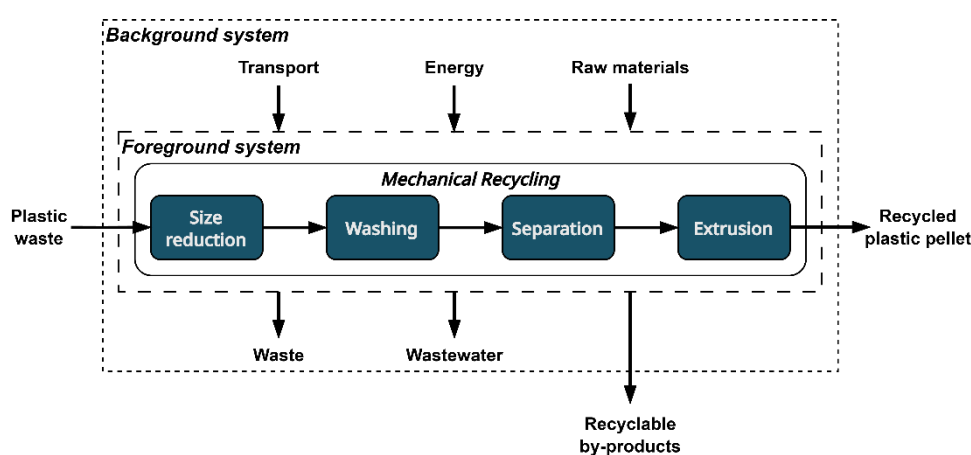 Background system
Transport
Energy
Raw materials
Foreground system
Mechanical Recycling
Plastic
waste
Size
reduction
Washing
Separation
Extrusion
Recycled
plastic pellet
Waste
Wastewater
Recyclable
by-products